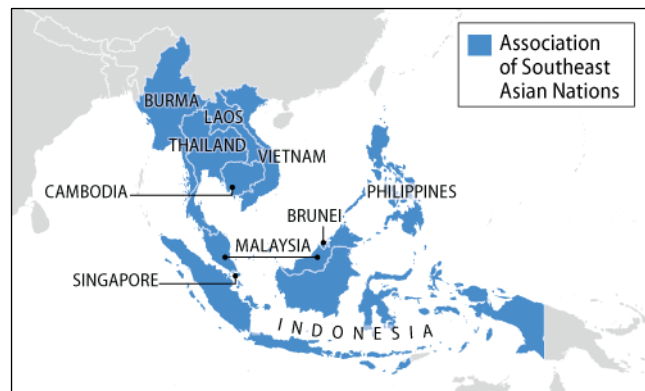 Association
of Southeast
Asian Nations
BURMA
LAOS
THAILAND
VIETNAM
CAMBODIA
PHILIPPINES
BRUNEI
MALAYSIA
SINGAPORE
INDONESIA